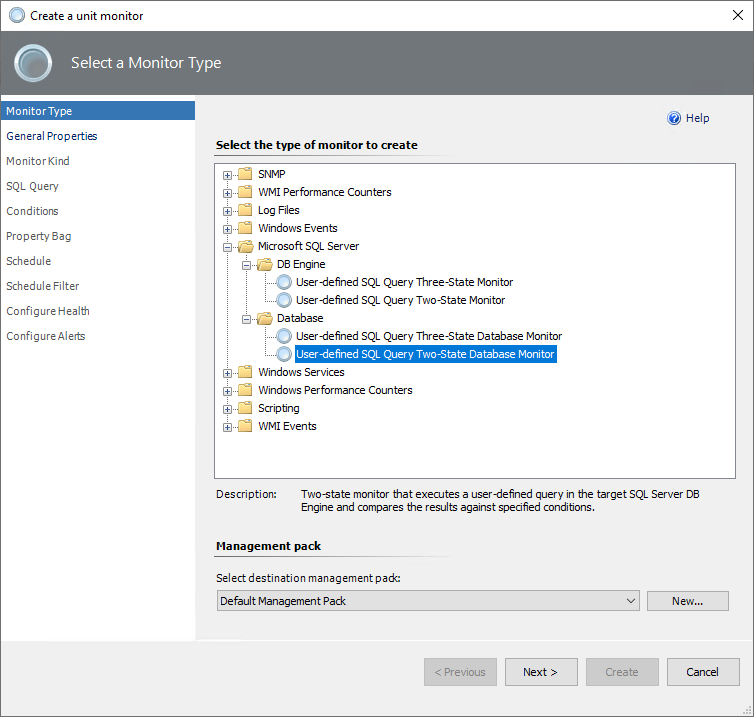 Create a unit monitor
Select a Monitor Type
Monitor Type
General Properties
Monitor Kind
SQL Query
Conditions
Property Bag
Schedule
Schedule Filter
Configure Health
Configure Alerts
Help
Select the type of monitor to create
SNMP
WMI Performance Counters
Log Files
Windows Events
Microsoft SQL Server
DB Engine
User-defined SQL Query Three-State Monitor
User-defined SQL Query Two-State Monitor
Database
User-defined SQL Query Three-State Database Monitor
User-defined SQL Query Two-State Database Monitor
Windows Services
Windows Performance Counters
Scripting
WMI Events
Description: Two-state monitor that executes a user-defined query in the target SQL Server DB
Engine and compares the results against specified conditions.
Management pack
Select destination management pack:
Default Management Pack New...
< Previous Next > Create Cancel